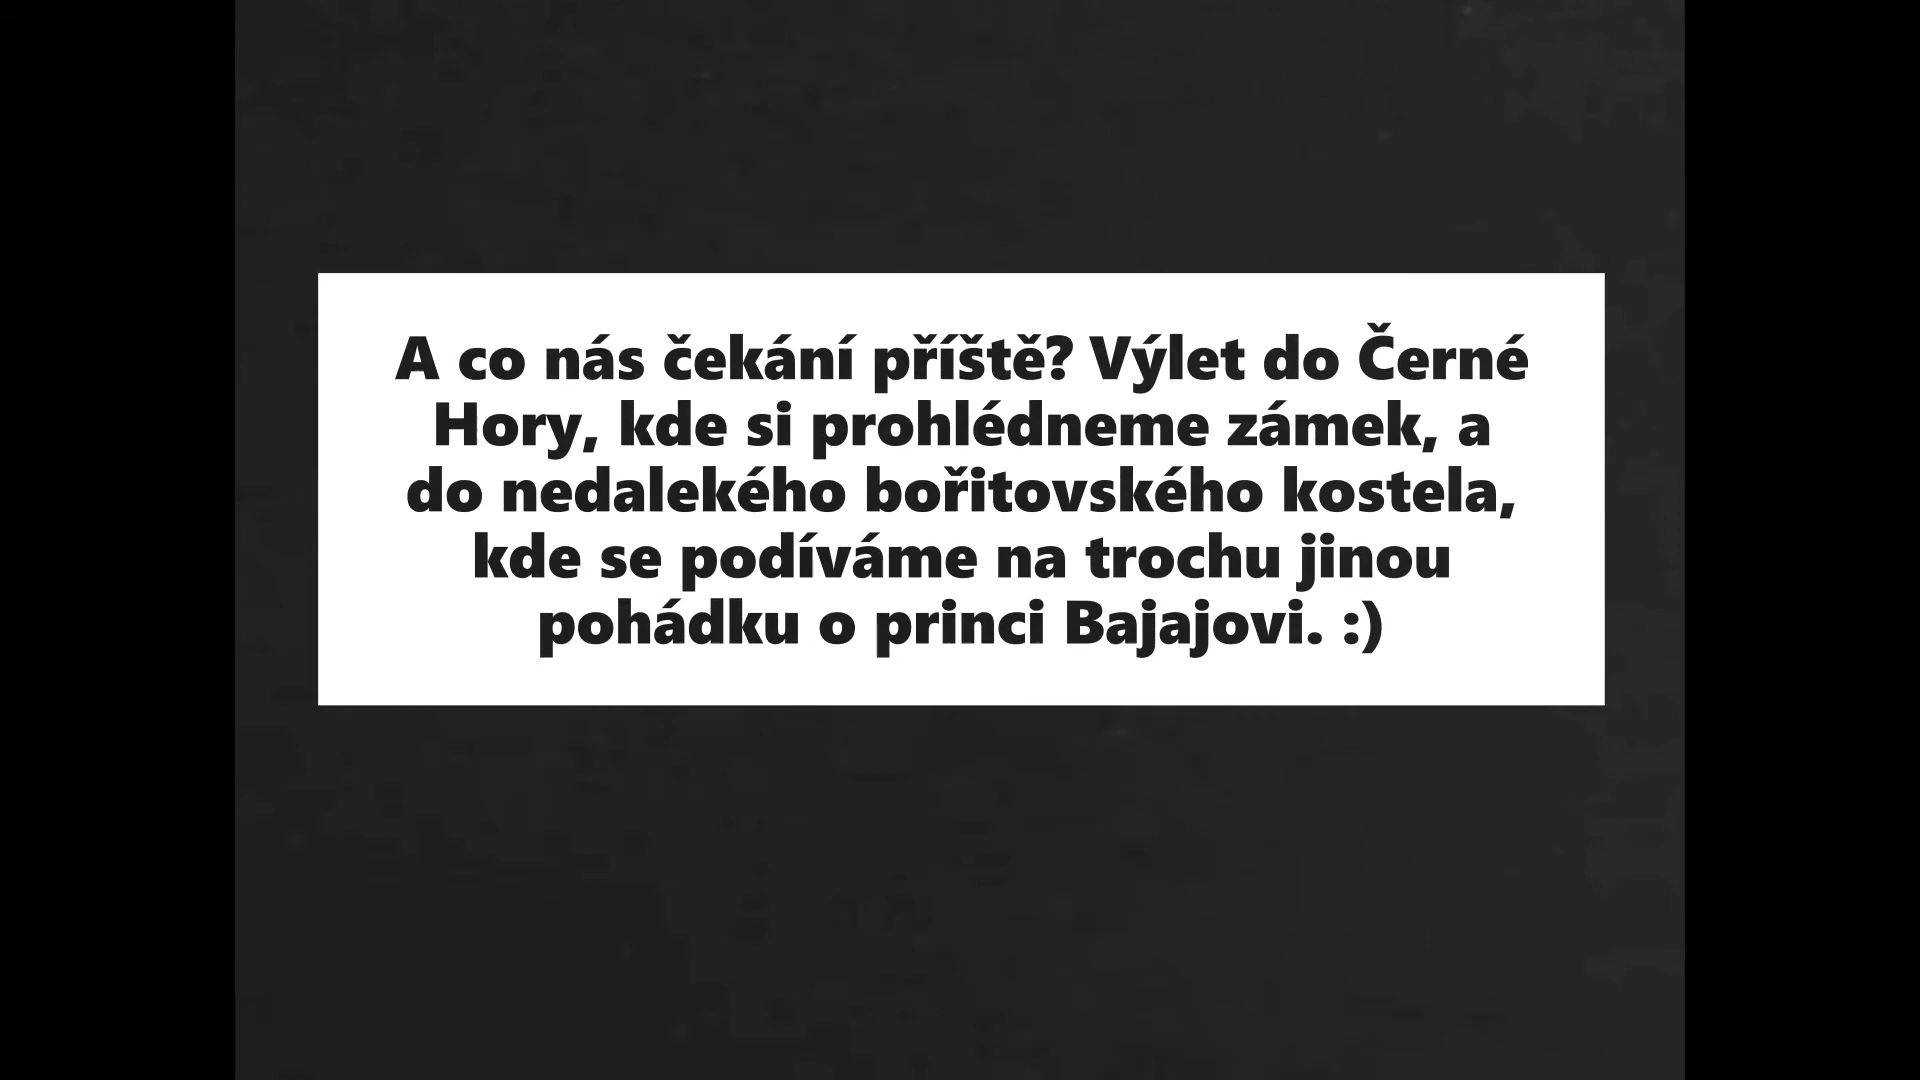 A co nás čekání příště? Výlet do Černé
Hory, kde si prohlédneme zámek, a
do nedalekého bořitovského kostela,
kde se podíváme na trochu jinou
pohádku o princi Bajajovi. :)